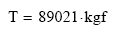 T = 89021·kgf